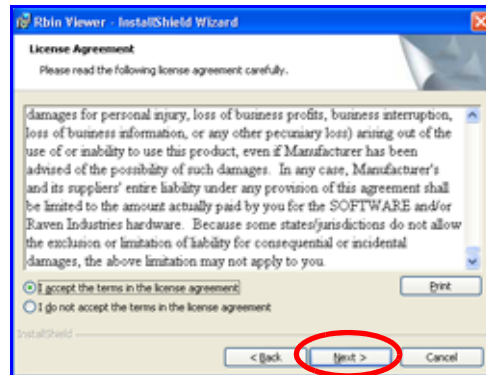 Rbin Viewer - InstallShield Wizard
License Agreement
Please read the following license agreement carefully.
damages for personal injury, loss of business profits, business interruption,
loss of business information, or any other pecuniary loss) arising out of the
use of or inability to use this product, even if Manufacturer has been
advised of the possibility of such damages. In any case, Manufacturer's
and its suppliers' entire liability under any provision of this agreement shall
be limited to the amount actually paid by you for the SOFTWARE and/or
Raven Industries hardware. Because some states/jurisdictions do not allow
the exclusion or limitation of liability for consequential or incidental
damages, the above limitation may not apply to you.
I accept the terms in the license agreement
Print
I do not accept the terms in the license agreement
InstallShield
< Back
Next >
Cancel